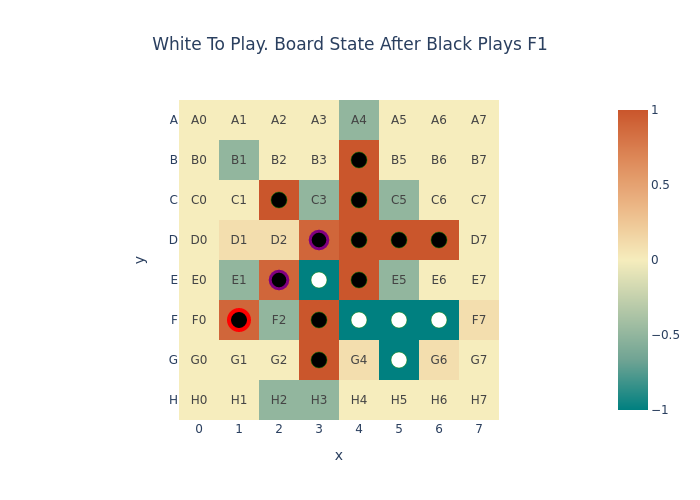 White To Play. Board State After Black Plays F1
A A0 A1 A2 A3 A4 A5 A6 A7
B B0 B1 B2 B3 B5 B6 B7
C C0 C1 C3 C5 C6 C7
D D0 D1 D2 D7
E E0 E1 E5 E6 E7
F F0 F2 F7
G G0 G1 G2 G4 G6 G7
H H0 H1 H2 H3 H4 H5 H6 H7
0 1 2 3 4 5 6 7
x
y
1
0.5
0
−0.5
−1